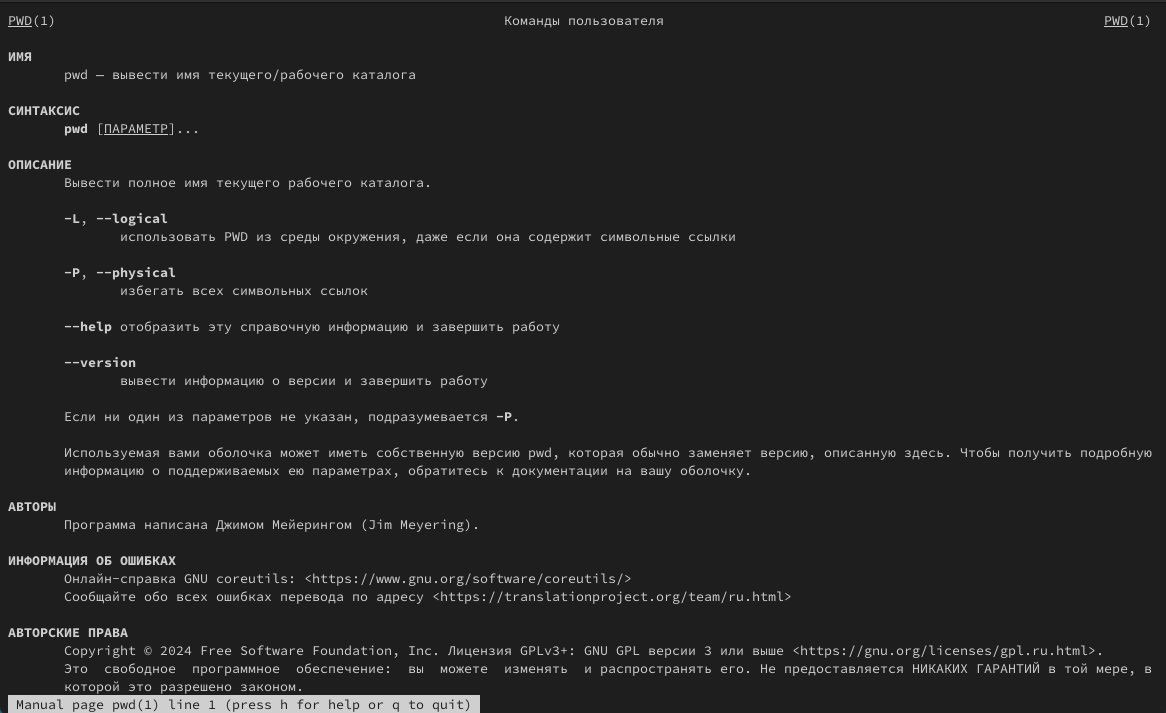 PWD(1) Команды пользователя PWD(1)
ИМЯ
pwd — вывести имя текущего/рабочего каталога
СИНТАКСИС
pwd [ПАРАМЕТР]...
ОПИСАНИЕ
Вывести полное имя текущего рабочего каталога.
-L, --logical
использовать PWD из среды окружения, даже если она содержит символьные ссылки
-P, --physical
избегать всех символьных ссылок
--help отобразить эту справочную информацию и завершить работу
--version
вывести информацию о версии и завершить работу
Если ни один из параметров не указан, подразумевается -P.
Используемая вами оболочка может иметь собственную версию pwd, которая обычно заменяет версию, описанную здесь. Чтобы получить подробную
информацию о поддерживаемых ею параметрах, обратитесь к документации на вашу оболочку.
АВТОРЫ
Программа написана Джимом Мейерингом (Jim Meyering).
ИНФОРМАЦИЯ ОБ ОШИБКАХ
Онлайн-справка GNU coreutils: <https://www.gnu.org/software/coreutils/>
Сообщайте обо всех ошибках перевода по адресу <https://translationproject.org/team/ru.html>
АВТОРСКИЕ ПРАВА
Copyright © 2024 Free Software Foundation, Inc. Лицензия GPLv3+: GNU GPL версии 3 или выше <https://gnu.org/licenses/gpl.ru.html>.
Это свободное программное обеспечение: вы можете изменять и распространять его. Не предоставляется НИКАКИХ ГАРАНТИЙ в той мере, в
которой это разрешено законом.
Manual page pwd(1) line 1 (press h for help or q to quit)